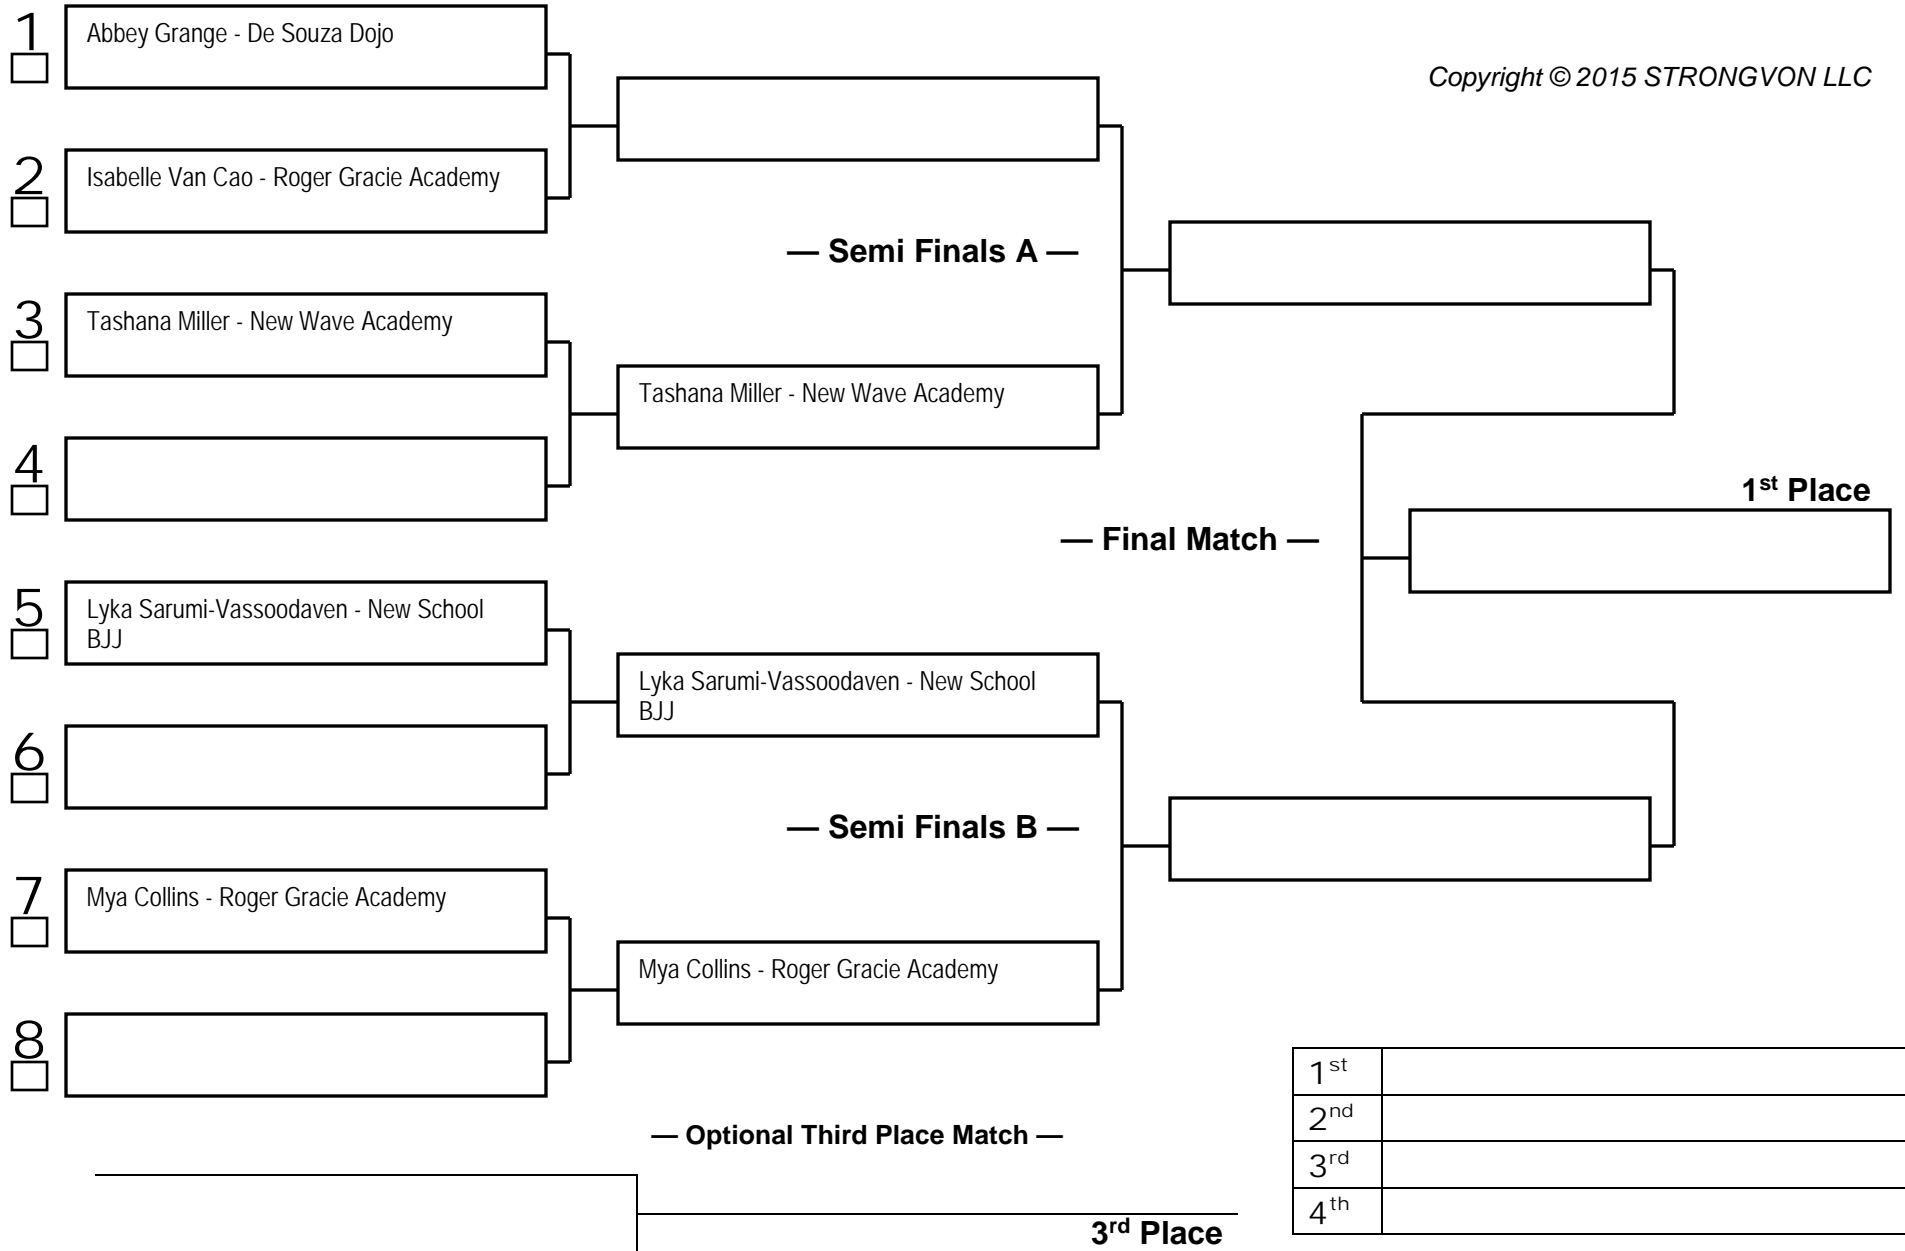 1
Abbey Grange - De Souza Dojo
Copyright © 2015 STRONGVON LLC
2
Isabelle Van Cao - Roger Gracie Academy
— Semi Finals A —
3
Tashana Miller - New Wave Academy
Tashana Miller - New Wave Academy
4
1st Place
— Final Match —
5
Lyka Sarumi-Vassoodaven - New School
BJJ
Lyka Sarumi-Vassoodaven - New School
BJJ
6
— Semi Finals B —
7
Mya Collins - Roger Gracie Academy
Mya Collins - Roger Gracie Academy
8
— Optional Third Place Match —
3rd Place
1st
2nd
3rd
4th